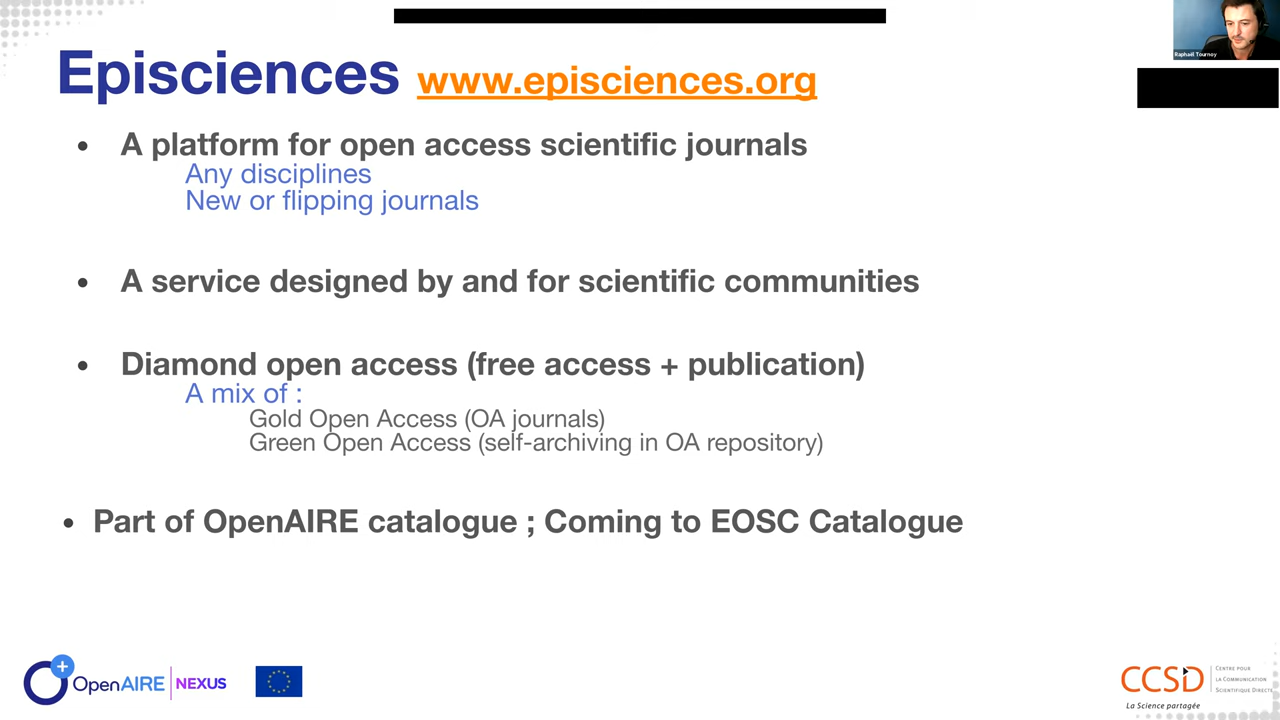 Episciences www.episciences.org
Raphaël Tournoy
• A platform for open access scientific journals
Any disciplines
New or flipping journals
• A service designed by and for scientific communities
• Diamond open access (free access + publication)
A mix of :
Gold Open Access (OA journals)
Green Open Access (self-archiving in OA repository)
• Part of OpenAIRE catalogue ; Coming to EOSC Catalogue
OpenAIRE NEXUS
CCSD
CENTRE POUR
LA COMMUNICATION
SCIENTIFIQUE DIRECTE
La Science partagée